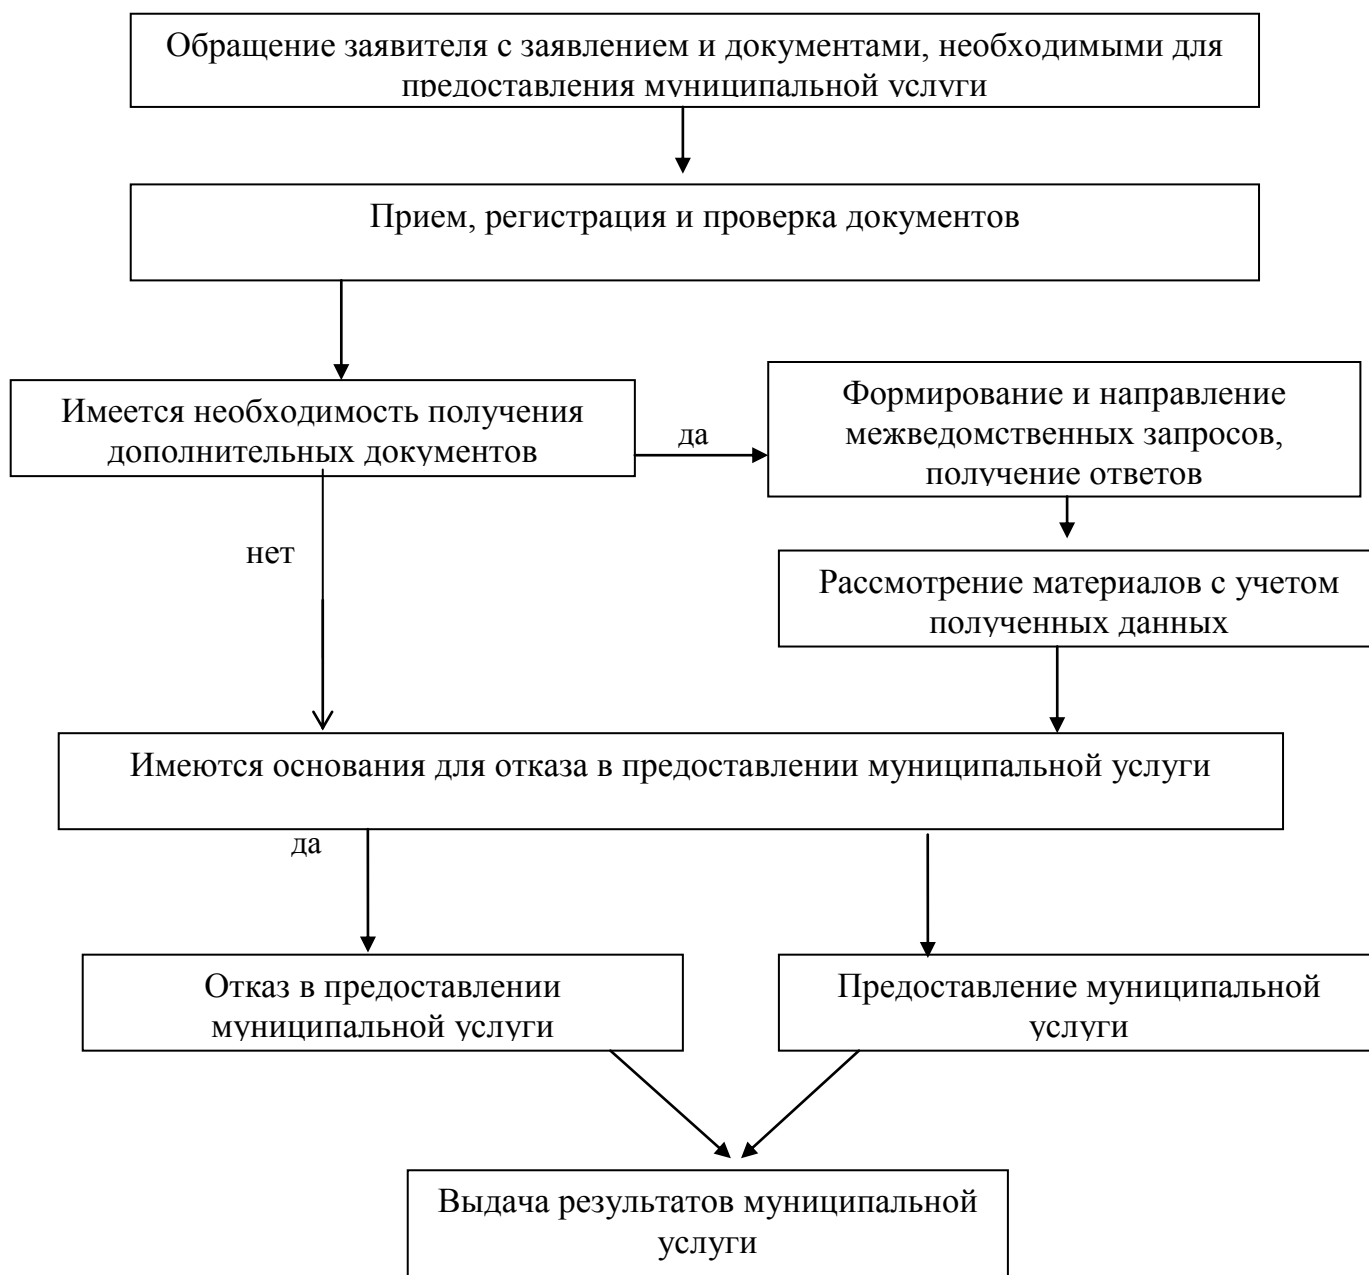 Обращение заявителя с заявлением и документами, необходимыми для
предоставления муниципальной услуги
Прием, регистрация и проверка документов
Имеется необходимость получения
дополнительных документов
да
Формирование и направление
межведомственных запросов,
получение ответов
нет
Рассмотрение материалов с учетом
полученных данных
Имеются основания для отказа в предоставлении муниципальной услуги
да
Отказ в предоставлении
муниципальной услуги
Предоставление муниципальной
услуги
Выдача результатов муниципальной
услуги